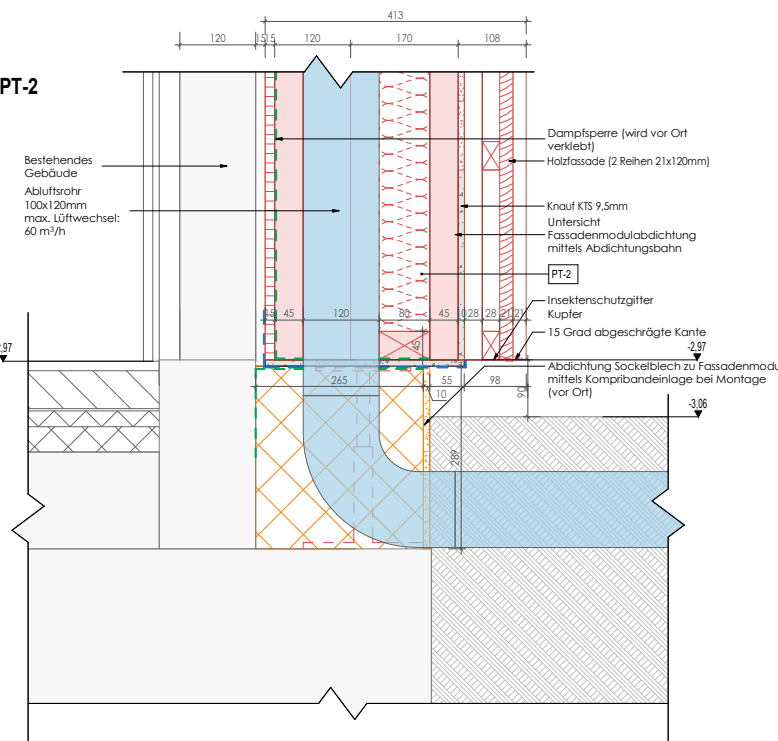 413
120
15
15
120
170
108
PT-2
Bestehendes
Gebäude
Abluftsrohr
100x120mm
max. Lüftwechsel:
60 m³/h
Dampfsperre (wird vor Ort
verklebt)
Holzfassade (2 Reihen 21x120mm)
Knauf KTS 9,5mm
Untersicht
Fassadenmodulabdichtung
mittels Abdichtungsbahn
PT-2
Insektenschutzgitter
Kupfer
15 Grad abgeschrägte Kante
15
45
120
80
45
10
28
28
21
21
45
2,97
-2,97
Abdichtung Sockelblech zu Fassadenmodu
mittels Kompribandeinlage bei Montage
(vor Ort)
265
55
98
10
90
-3,06
289